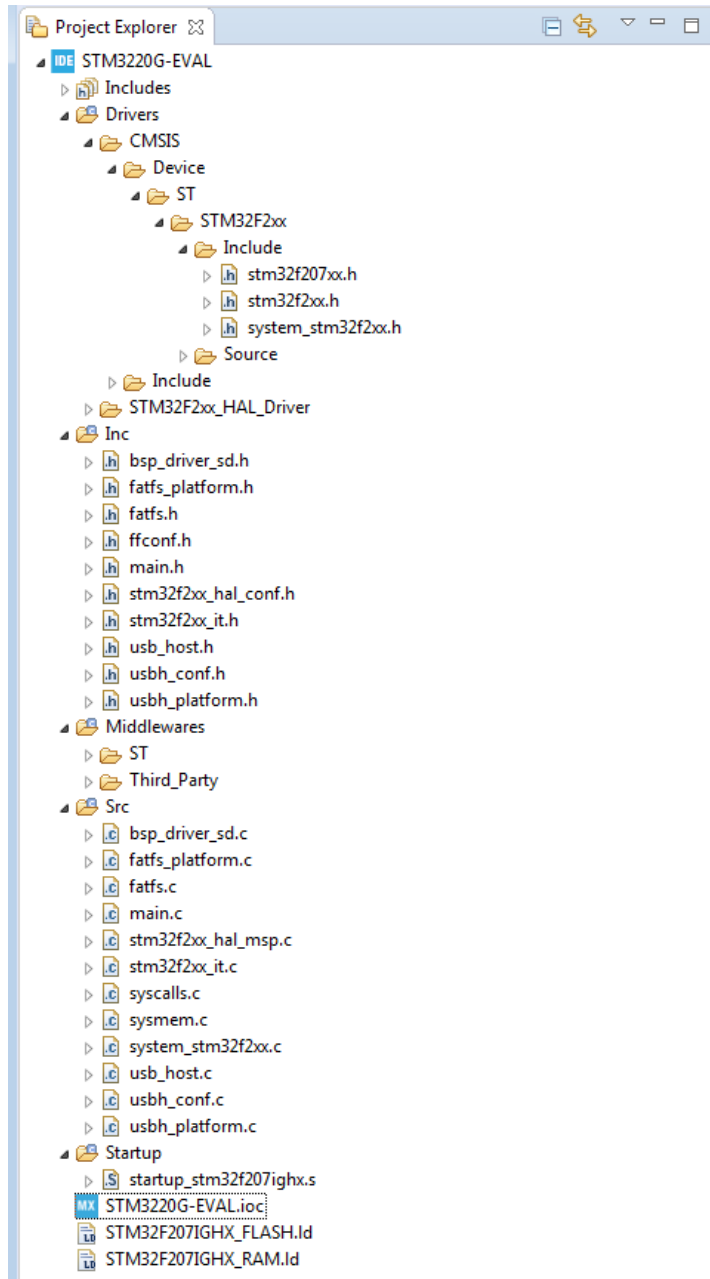 Project Explorer
IDE STM3220G-EVAL
Includes
Drivers
CMSIS
Device
ST
STM32F2xx
Include
.h stm32f207xx.h
.h stm32f2xx.h
.h system_stm32f2xx.h
Source
Include
STM32F2xx_HAL_Driver
Inc
.h bsp_driver_sd.h
.h fatfs_platform.h
.h fatfs.h
.h ffconf.h
.h main.h
.h stm32f2xx_hal_conf.h
.h stm32f2xx_it.h
.h usb_host.h
.h usbh_conf.h
.h usbh_platform.h
Middlewares
ST
Third_Party
Src
.c bsp_driver_sd.c
.c fatfs_platform.c
.c fatfs.c
.c main.c
.c stm32f2xx_hal_msp.c
.c stm32f2xx_it.c
.c syscalls.c
.c sysmem.c
.c system_stm32f2xx.c
.c usb_host.c
.c usbh_conf.c
.c usbh_platform.c
Startup
.S startup_stm32f207ighx.s
MX STM3220G-EVAL.ioc
LD STM32F207IGHX_FLASH.ld
LD STM32F207IGHX_RAM.ld